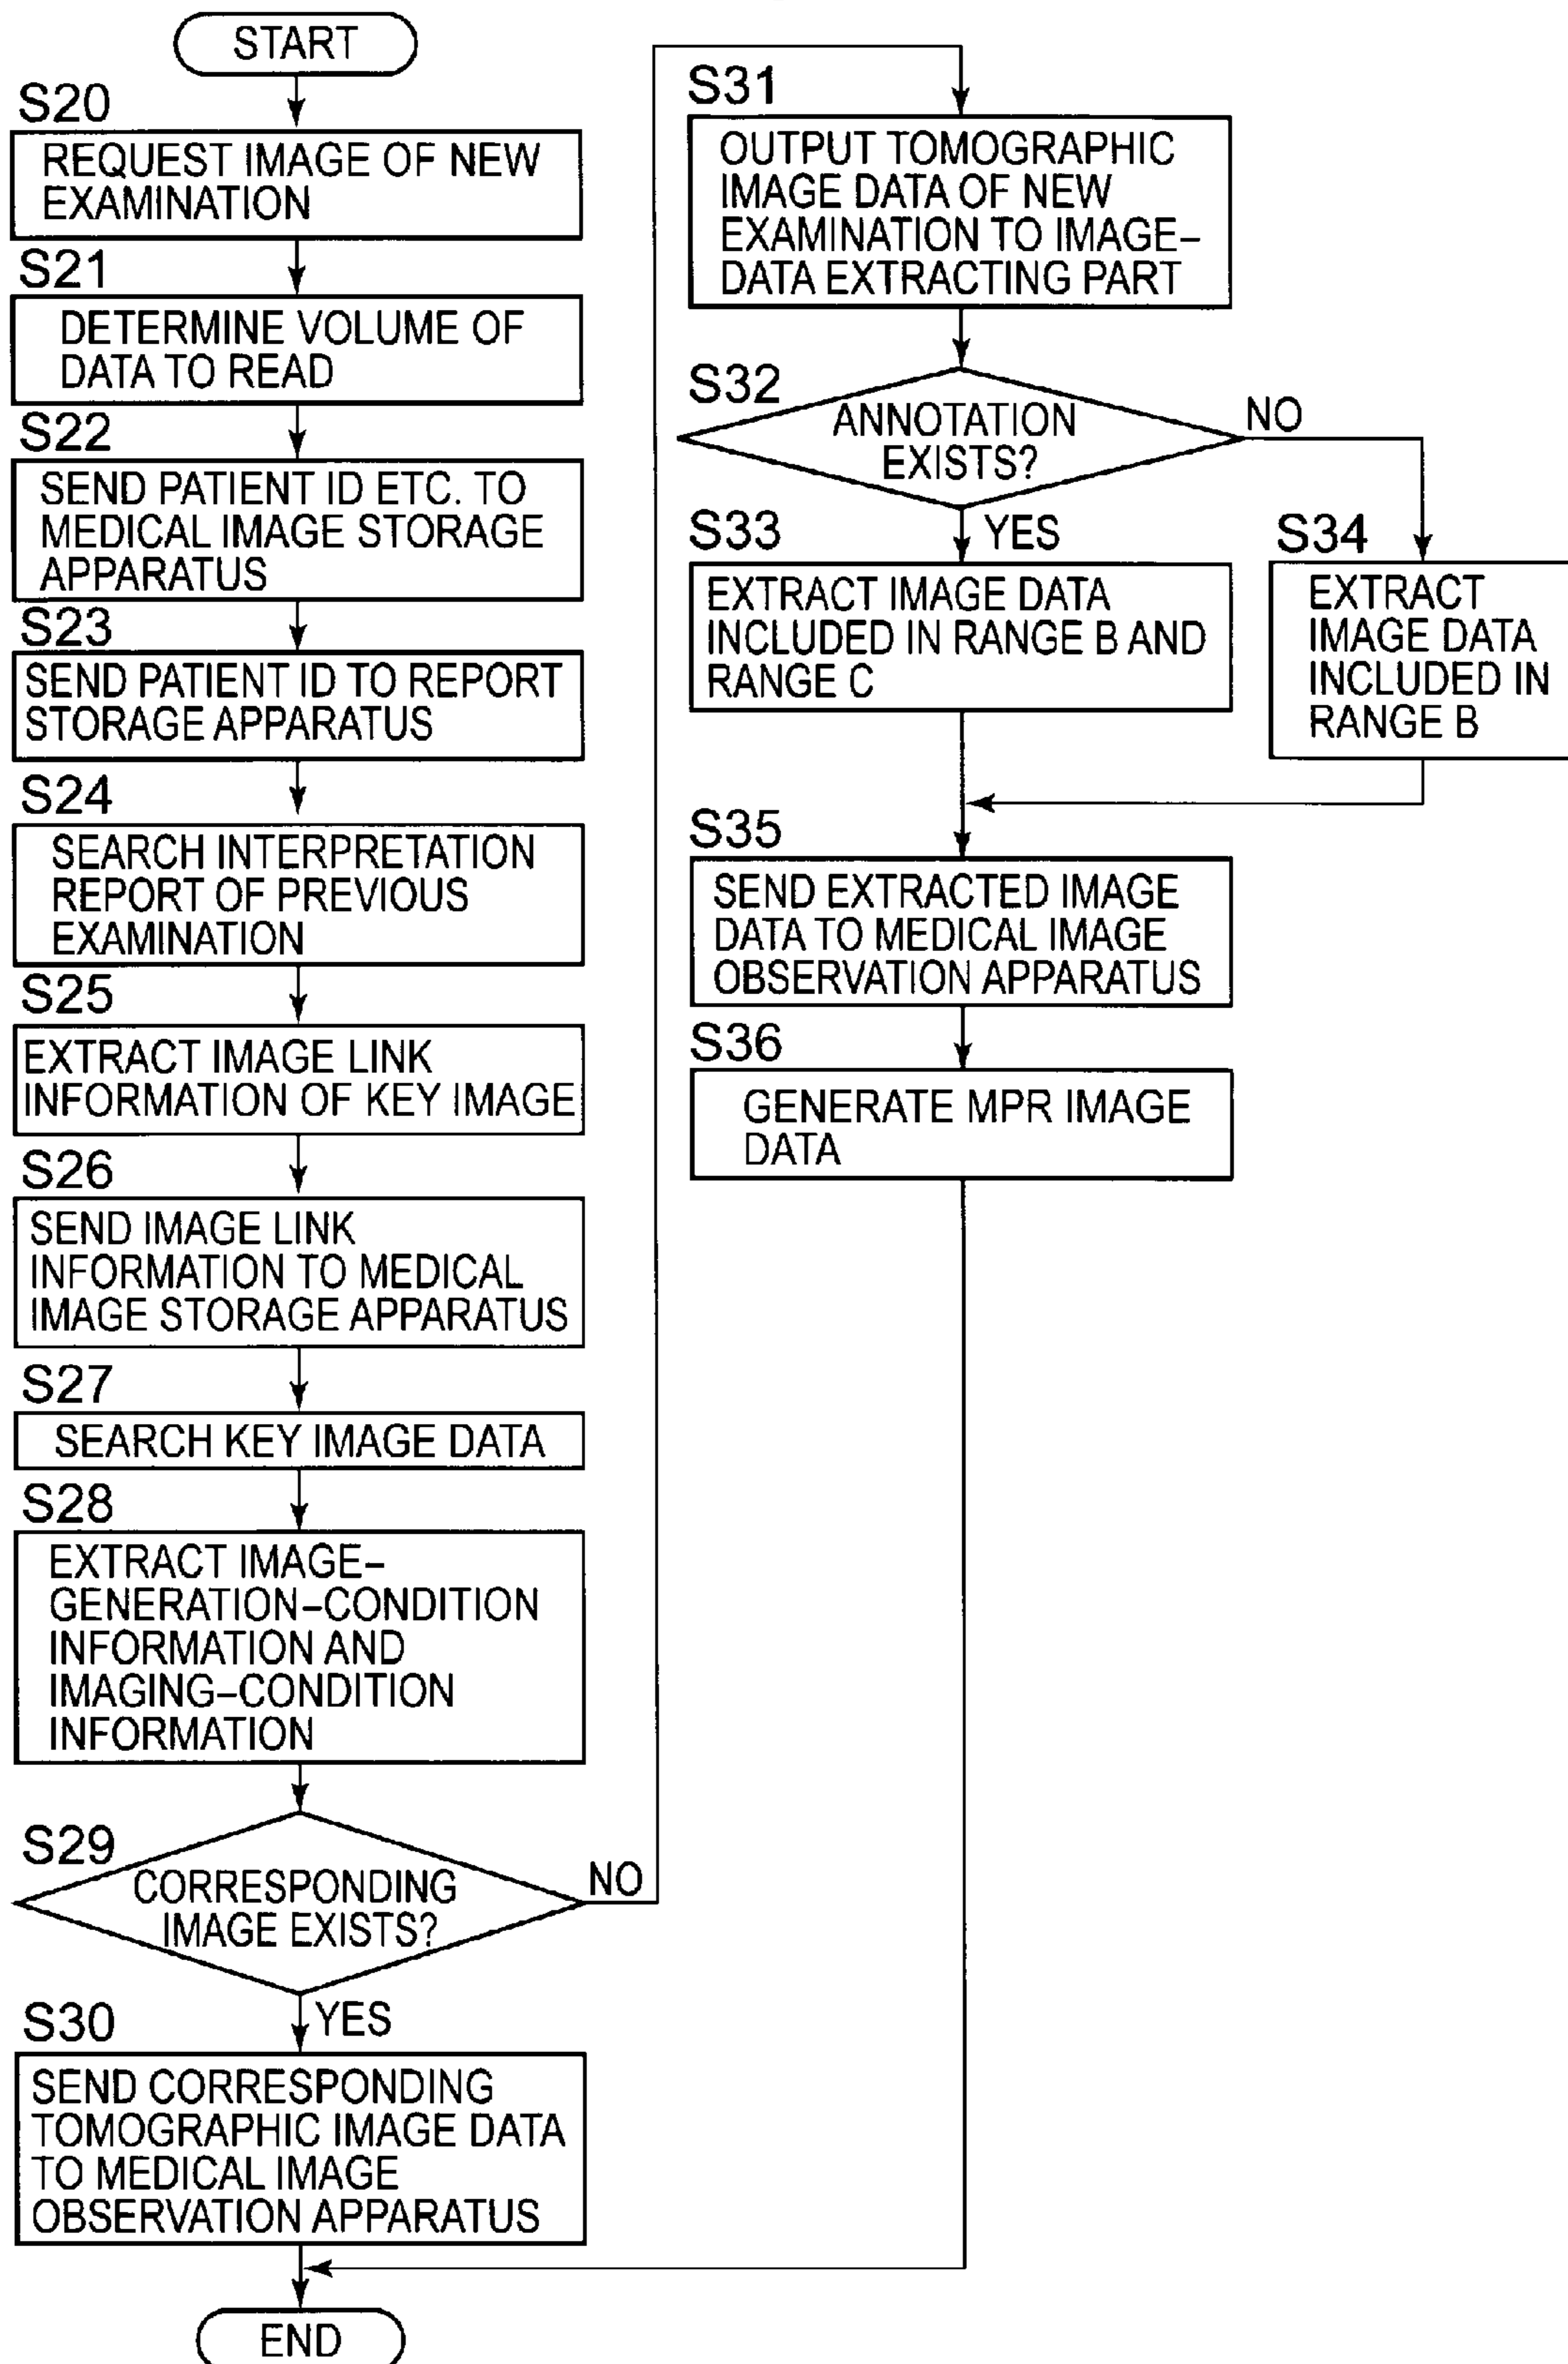 START
S20
REQUEST IMAGE OF NEW
EXAMINATION
S21
DETERMINE VOLUME OF
DATA TO READ
S22
SEND PATIENT ID ETC. TO
MEDICAL IMAGE STORAGE
APPARATUS
S23
SEND PATIENT ID TO REPORT
STORAGE APPARATUS
S24
SEARCH INTERPRETATION
REPORT OF PREVIOUS
EXAMINATION
S25
EXTRACT IMAGE LINK
INFORMATION OF KEY IMAGE
S26
SEND IMAGE LINK
INFORMATION TO MEDICAL
IMAGE STORAGE APPARATUS
S27
SEARCH KEY IMAGE DATA
S28
EXTRACT IMAGE–
GENERATION–CONDITION
INFORMATION AND
IMAGING–CONDITION
INFORMATION
S29
CORRESPONDING
IMAGE EXISTS?
NO
YES
S30
SEND CORRESPONDING
TOMOGRAPHIC IMAGE DATA
TO MEDICAL IMAGE
OBSERVATION APPARATUS
END
S31
OUTPUT TOMOGRAPHIC
IMAGE DATA OF NEW
EXAMINATION TO IMAGE–
DATA EXTRACTING PART
S32
ANNOTATION
EXISTS?
NO
YES
S33
EXTRACT IMAGE DATA
INCLUDED IN RANGE B AND
RANGE C
S34
EXTRACT
IMAGE DATA
INCLUDED IN
RANGE B
S35
SEND EXTRACTED IMAGE
DATA TO MEDICAL IMAGE
OBSERVATION APPARATUS
S36
GENERATE MPR IMAGE
DATA